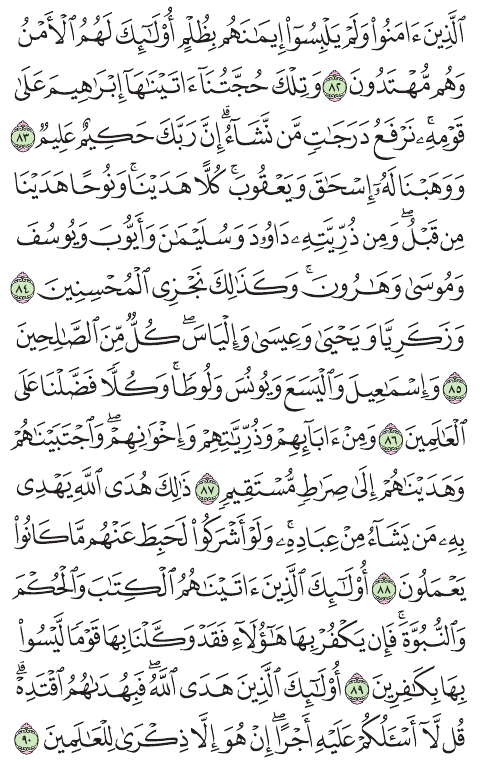 ٱلَّذِينَ ءَامَنُوا۟ وَلَمْ يَلْبِسُوٓا۟ إِيمَٰنَهُم بِظُلْمٍ أُو۟لَٰٓئِكَ لَهُمُ ٱلْأَمْنُ
وَهُم مُّهْتَدُونَ ٨٢ وَتِلْكَ حُجَّتُنَآ ءَاتَيْنَٰهَآ إِبْرَٰهِيمَ عَلَىٰ
قَوْمِهِۦ ۚ نَرْفَعُ دَرَجَٰتٍ مَّن نَّشَآءُ ۗ إِنَّ رَبَّكَ حَكِيمٌ عَلِيمٌ ٨٣
وَوَهَبْنَا لَهُۥٓ إِسْحَٰقَ وَيَعْقُوبَ ۚ كُلًّا هَدَيْنَا ۚ وَنُوحًا هَدَيْنَا
مِن قَبْلُ ۖ وَمِن ذُرِّيَّتِهِۦ دَاوُۥدَ وَسُلَيْمَٰنَ وَأَيُّوبَ وَيُوسُفَ
وَمُوسَىٰ وَهَٰرُونَ ۚ وَكَذَٰلِكَ نَجْزِى ٱلْمُحْسِنِينَ ٨٤
وَزَكَرِيَّا وَيَحْيَىٰ وَعِيسَىٰ وَإِلْيَاسَ ۖ كُلٌّ مِّنَ ٱلصَّٰلِحِينَ
٨٥ وَإِسْمَٰعِيلَ وَٱلْيَسَعَ وَيُونُسَ وَلُوطًا ۚ وَكُلًّا فَضَّلْنَا عَلَى
ٱلْعَٰلَمِينَ ٨٦ وَمِنْ ءَابَآئِهِمْ وَذُرِّيَّٰتِهِمْ وَإِخْوَٰنِهِمْ ۖ وَٱجْتَبَيْنَٰهُمْ
وَهَدَيْنَٰهُمْ إِلَىٰ صِرَٰطٍ مُّسْتَقِيمٍ ٨٧ ذَٰلِكَ هُدَى ٱللَّهِ يَهْدِى
بِهِۦ مَن يَشَآءُ مِنْ عِبَادِهِۦ ۚ وَلَوْ أَشْرَكُوا۟ لَحَبِطَ عَنْهُم مَّا كَانُوا۟
يَعْمَلُونَ ٨٨ أُو۟لَٰٓئِكَ ٱلَّذِينَ ءَاتَيْنَٰهُمُ ٱلْكِتَٰبَ وَٱلْحُكْمَ
وَٱلنُّبُوَّةَ ۚ فَإِن يَكْفُرْ بِهَا هَٰٓؤُلَآءِ فَقَدْ وَكَّلْنَا بِهَا قَوْمًا لَّيْسُوا۟
بِهَا بِكَٰفِرِينَ ٨٩ أُو۟لَٰٓئِكَ ٱلَّذِينَ هَدَى ٱللَّهُ ۖ فَبِهُدَىٰهُمُ ٱقْتَدِهْ ۗ
قُل لَّآ أَسْـَٔلُكُمْ عَلَيْهِ أَجْرًا ۖ إِنْ هُوَ إِلَّا ذِكْرَىٰ لِلْعَٰلَمِينَ ٩٠